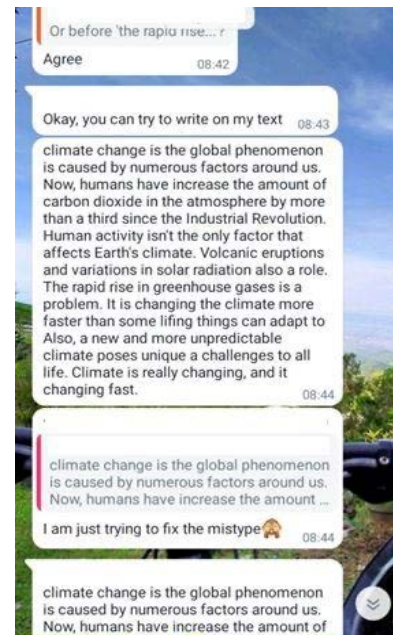 Or before 'the rapid rise...?
Agree
08:42
Okay, you can try to write on my text 08:43
climate change is the global phenomenon
is caused by numerous factors around us.
Now, humans have increase the amount of
carbon dioxide in the atmosphere by more
than a third since the Industrial Revolution.
Human activity isn't the only factor that
affects Earth's climate. Volcanic eruptions
and variations in solar radiation also a role.
The rapid rise in greenhouse gases is a
problem. It is changing the climate more
faster than some lifing things can adapt to
Also, a new and more unpredictable
climate poses unique a challenges to all
life. Climate is really changing, and it
changing fast.
08:44
climate change is the global phenomenon
is caused by numerous factors around us.
Now, humans have increase the amount ...
I am just trying to fix the mistype🙈
08:44
climate change is the global phenomenon
is caused by numerous factors around us.
Now, humans have increase the amount of